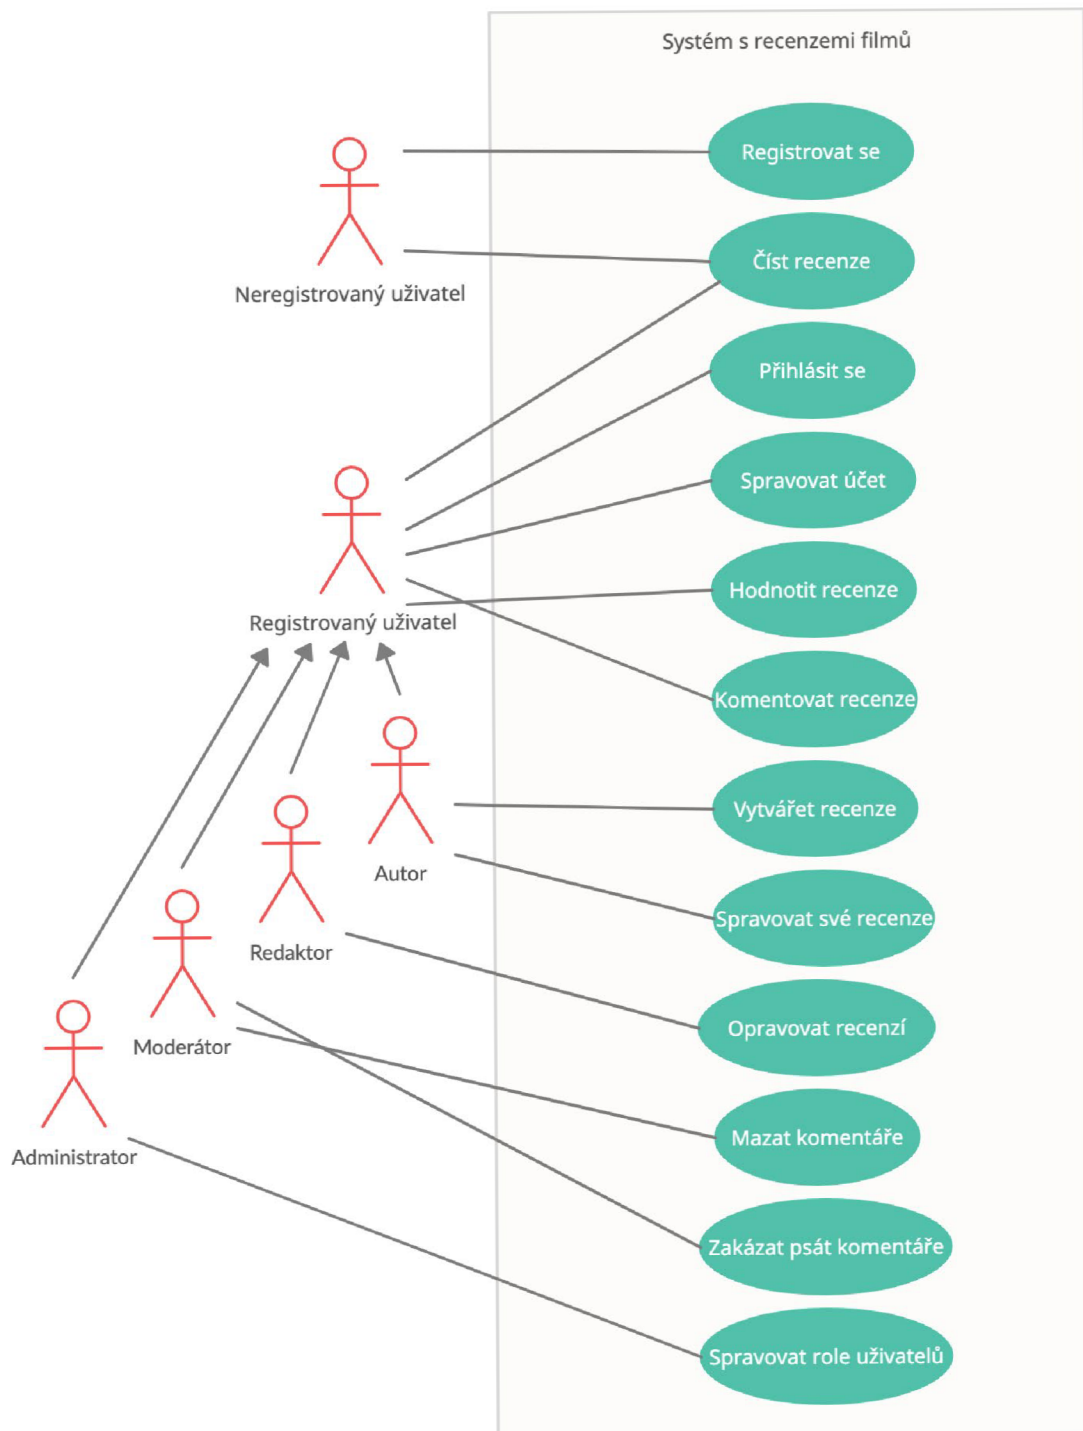 Systém s recenzemi filmů
Registrovat se
Číst recenze
Neregistrovaný uživatel
Přihlásit se
Spravovat účet
Hodnotit recenze
Registrovaný uživatel
Komentovat recenze
Vytvářet recenze
Autor
Spravovat své recenze
Redaktor
Opravovat recenzí
Moderátor
Mazat komentáře
Administrator
Zakázat psát komentáře
Spravovat role uživatelů